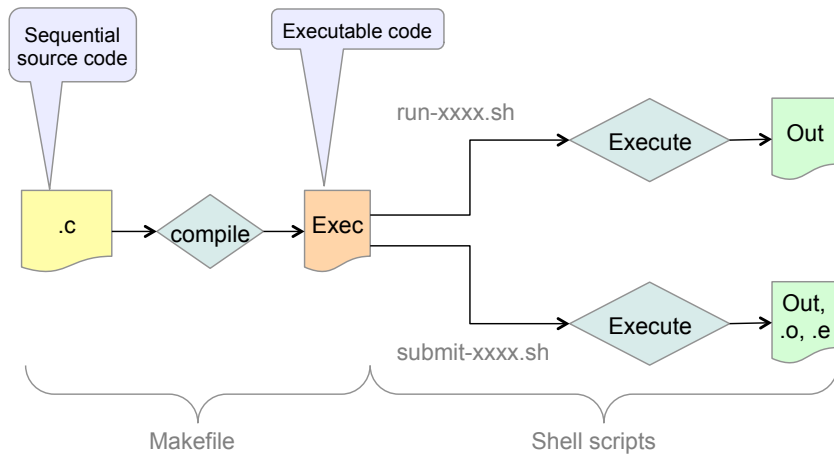 Sequential
source code
Executable code
run-xxxx.sh
Execute
Out
.c
compile
Exec
Execute
Out,
.o, .e
submit-xxxx.sh
Makefile
Shell scripts